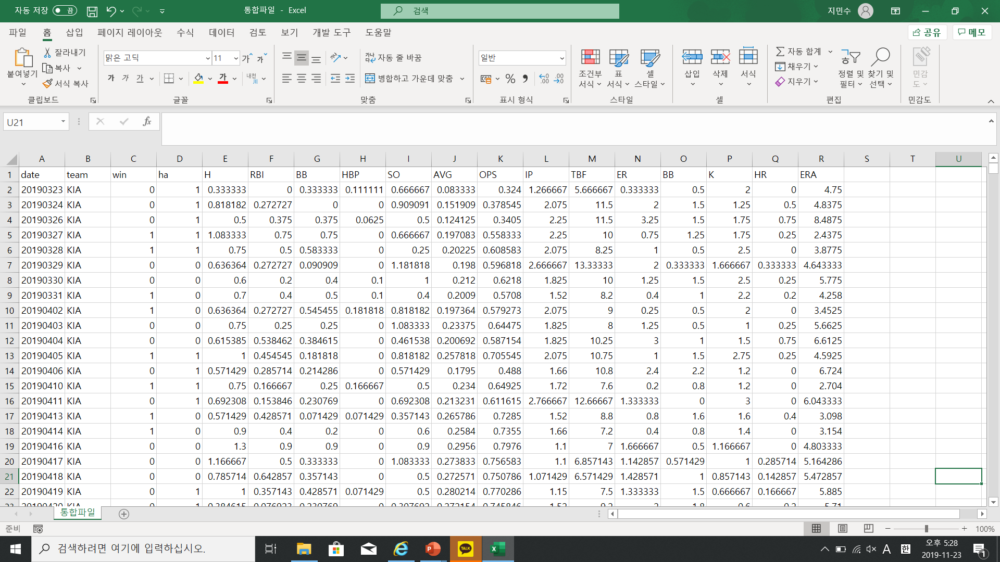 자동 저장 끔 통합파일 - Excel 검색 지민수
파일 홈 삽입 페이지 레이아웃 수식 데이터 검토 보기 개발 도구 도움말 공유 메모
붙여넣기 잘라내기 복사 서식 복사 클립보드
맑은 고딕 11 가 가 가 가 가 가 내천 글꼴
자동 줄 바꿈 병합하고 가운데 맞춤 맞춤
일반 % 표시 형식
조건부 서식 표 서식 셀 스타일 스타일
삽입 삭제 서식 셀
자동 합계 채우기 지우기 정렬 및 필터 찾기 및 선택 편집
민감도 민감도
U21 fx
A B C D E F G H I J K L M N O P Q R S T U
1 date team win ha H RBI BB HBP SO AVG OPS IP TBF ER BB K HR ERA
2 20190323 KIA 0 1 0.333333 0 0.333333 0.111111 0.666667 0.083333 0.324 1.266667 5.666667 0.333333 0.5 2 0 4.75
3 20190324 KIA 0 1 0.818182 0.272727 0 0 0.909091 0.151909 0.378545 2.075 11.5 2 1.5 1.25 0.5 4.8375
4 20190326 KIA 0 1 0.5 0.375 0.375 0.0625 0.5 0.124125 0.3405 2.25 11.5 3.25 1.5 1.75 0.75 8.4875
5 20190327 KIA 1 1 1.083333 0.75 0.75 0 0.666667 0.197083 0.558333 2.25 10 0.75 1.25 1.75 0.25 2.4375
6 20190328 KIA 1 1 0.75 0.5 0.583333 0 0.25 0.20225 0.608583 2.075 8.25 1 0.5 2.5 0 3.8775
7 20190329 KIA 0 0 0.636364 0.272727 0.090909 0 1.181818 0.198 0.596818 2.666667 13.33333 2 0.333333 1.666667 0.333333 4.643333
8 20190330 KIA 0 0 0.6 0.2 0.4 0.1 1 0.212 0.6218 1.825 10 1.25 1.5 2.5 0.25 5.775
9 20190331 KIA 1 0 0.7 0.4 0.5 0.1 0.4 0.2009 0.5708 1.52 8.2 0.4 1 2.2 0.2 4.258
10 20190402 KIA 1 0 0.636364 0.272727 0.545455 0.181818 0.818182 0.197364 0.579273 2.075 9 0.25 0.5 2 0 3.4525
11 20190403 KIA 0 0 0.75 0.25 0.25 0 1.083333 0.23375 0.64475 1.825 8 1.25 0.5 1 0.25 5.6625
12 20190404 KIA 0 0 0.615385 0.538462 0.384615 0 0.461538 0.200692 0.587154 1.825 10.25 3 1 1.5 0.75 6.6125
13 20190405 KIA 1 1 1 0.454545 0.181818 0 0.818182 0.257818 0.705545 2.075 10.75 1 1.5 2.75 0.25 4.5925
14 20190406 KIA 0 1 0.571429 0.285714 0.214286 0 0.571429 0.1795 0.488 1.66 10.8 2.4 2.2 1.2 0 6.724
15 20190410 KIA 1 1 0.75 0.166667 0.25 0.166667 0.5 0.234 0.64925 1.72 7.6 0.2 0.8 1.2 0 2.704
16 20190411 KIA 0 1 0.692308 0.153846 0.230769 0 0.692308 0.213231 0.611615 2.766667 12.66667 1.333333 0 3 0 6.043333
17 20190413 KIA 1 0 0.571429 0.428571 0.071429 0.071429 0.357143 0.265786 0.7285 1.52 8.8 0.8 1.6 1.6 0.4 3.098
18 20190414 KIA 1 0 0.9 0.4 0.2 0 0.6 0.2584 0.7355 1.66 7.2 0.4 0.8 1.4 0 3.154
19 20190416 KIA 0 0 1.3 0.9 0.9 0 0.9 0.2956 0.7976 1.1 7 1.666667 0.5 1.166667 0 4.803333
20 20190417 KIA 0 0 1.166667 0.5 0.333333 0 1.083333 0.273833 0.756583 1.1 6.857143 1.142857 0.571429 1 0.285714 5.164286
21 20190418 KIA 0 0 0.785714 0.642857 0.357143 0 0.5 0.272571 0.750786 1.071429 6.571429 1.428571 1 0.857143 0.142857 5.472857
22 20190419 KIA 0 1 1 0.357143 0.428571 0.071429 0.5 0.280214 0.770286 1.15 7.5 1.333333 1.5 0.666667 0.166667 5.885
23 20190420 KIA 0 1 0.384615 0.076923 0.230769 0 0.307692 0.272154 0.745846 1.52 9.2 2 1.8 0.6 0.2 5.71
통합파일
준비 100%
검색하려면 여기에 입력하십시오. TALK A 한 오후 5:28
2019-11-23 1